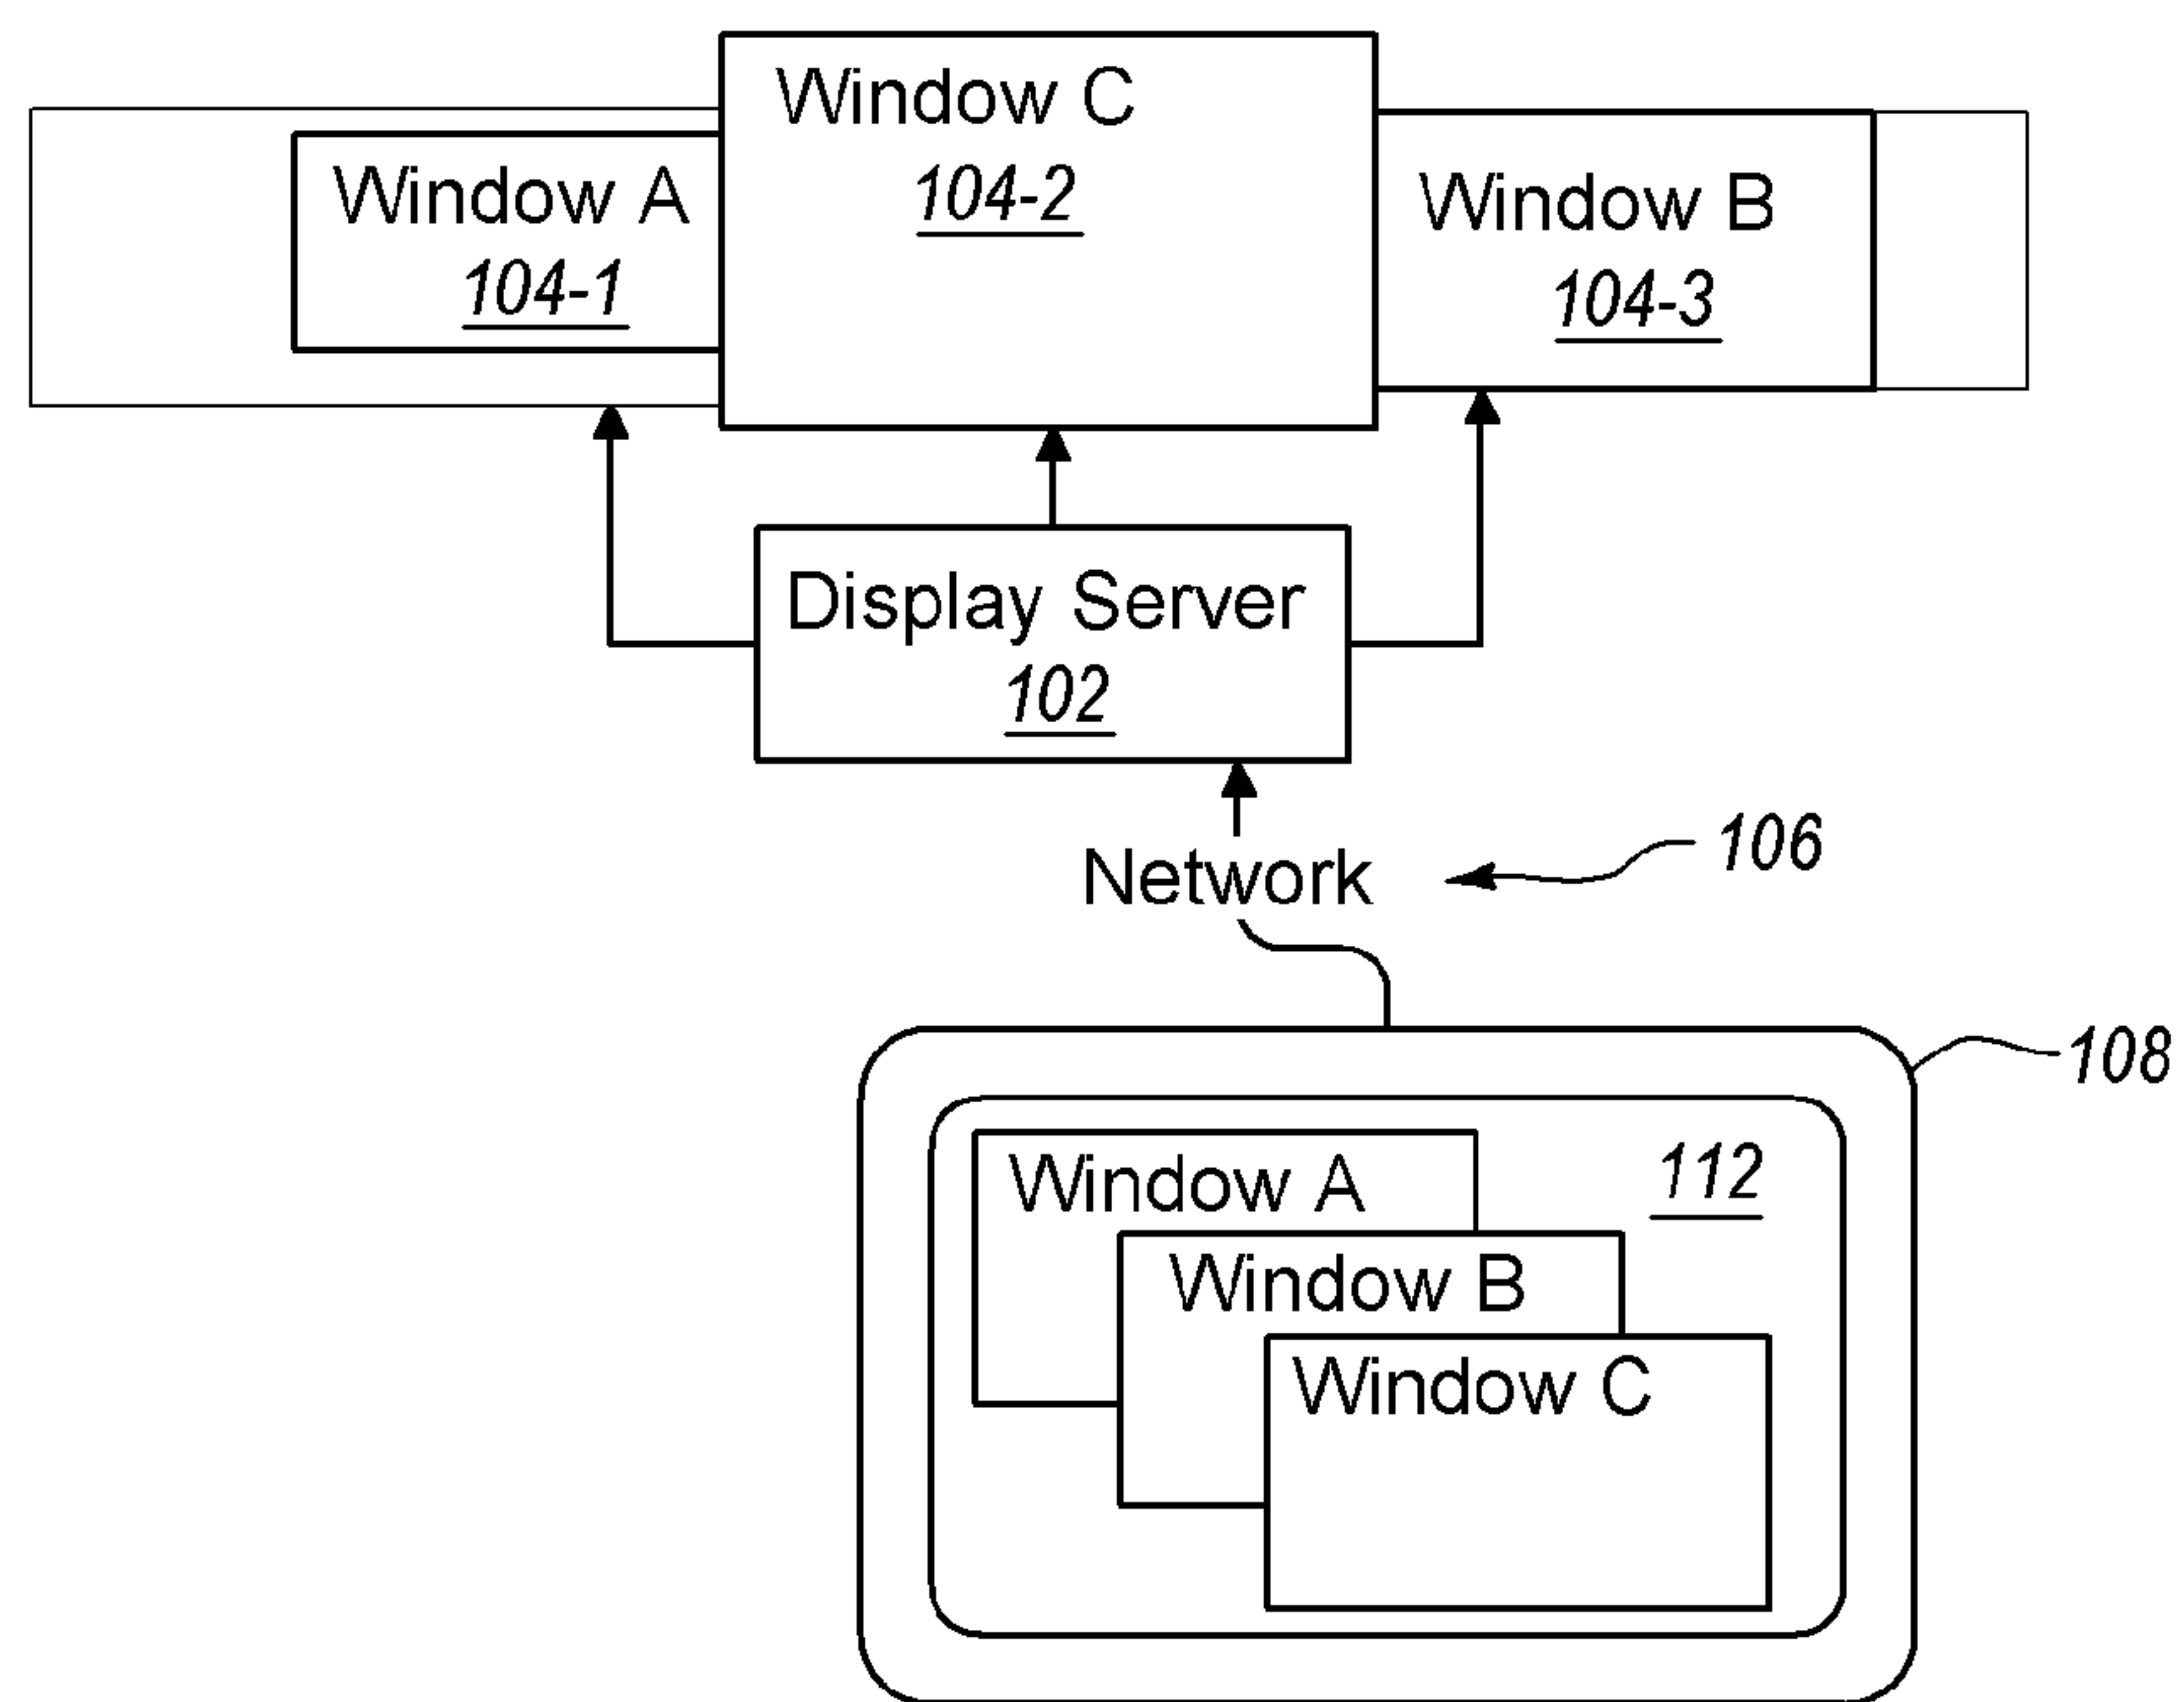 Window C
104-2
Window A
104-1
Window B
104-3
Display Server
102
Network
106
108
Window A
112
Window B
Window C